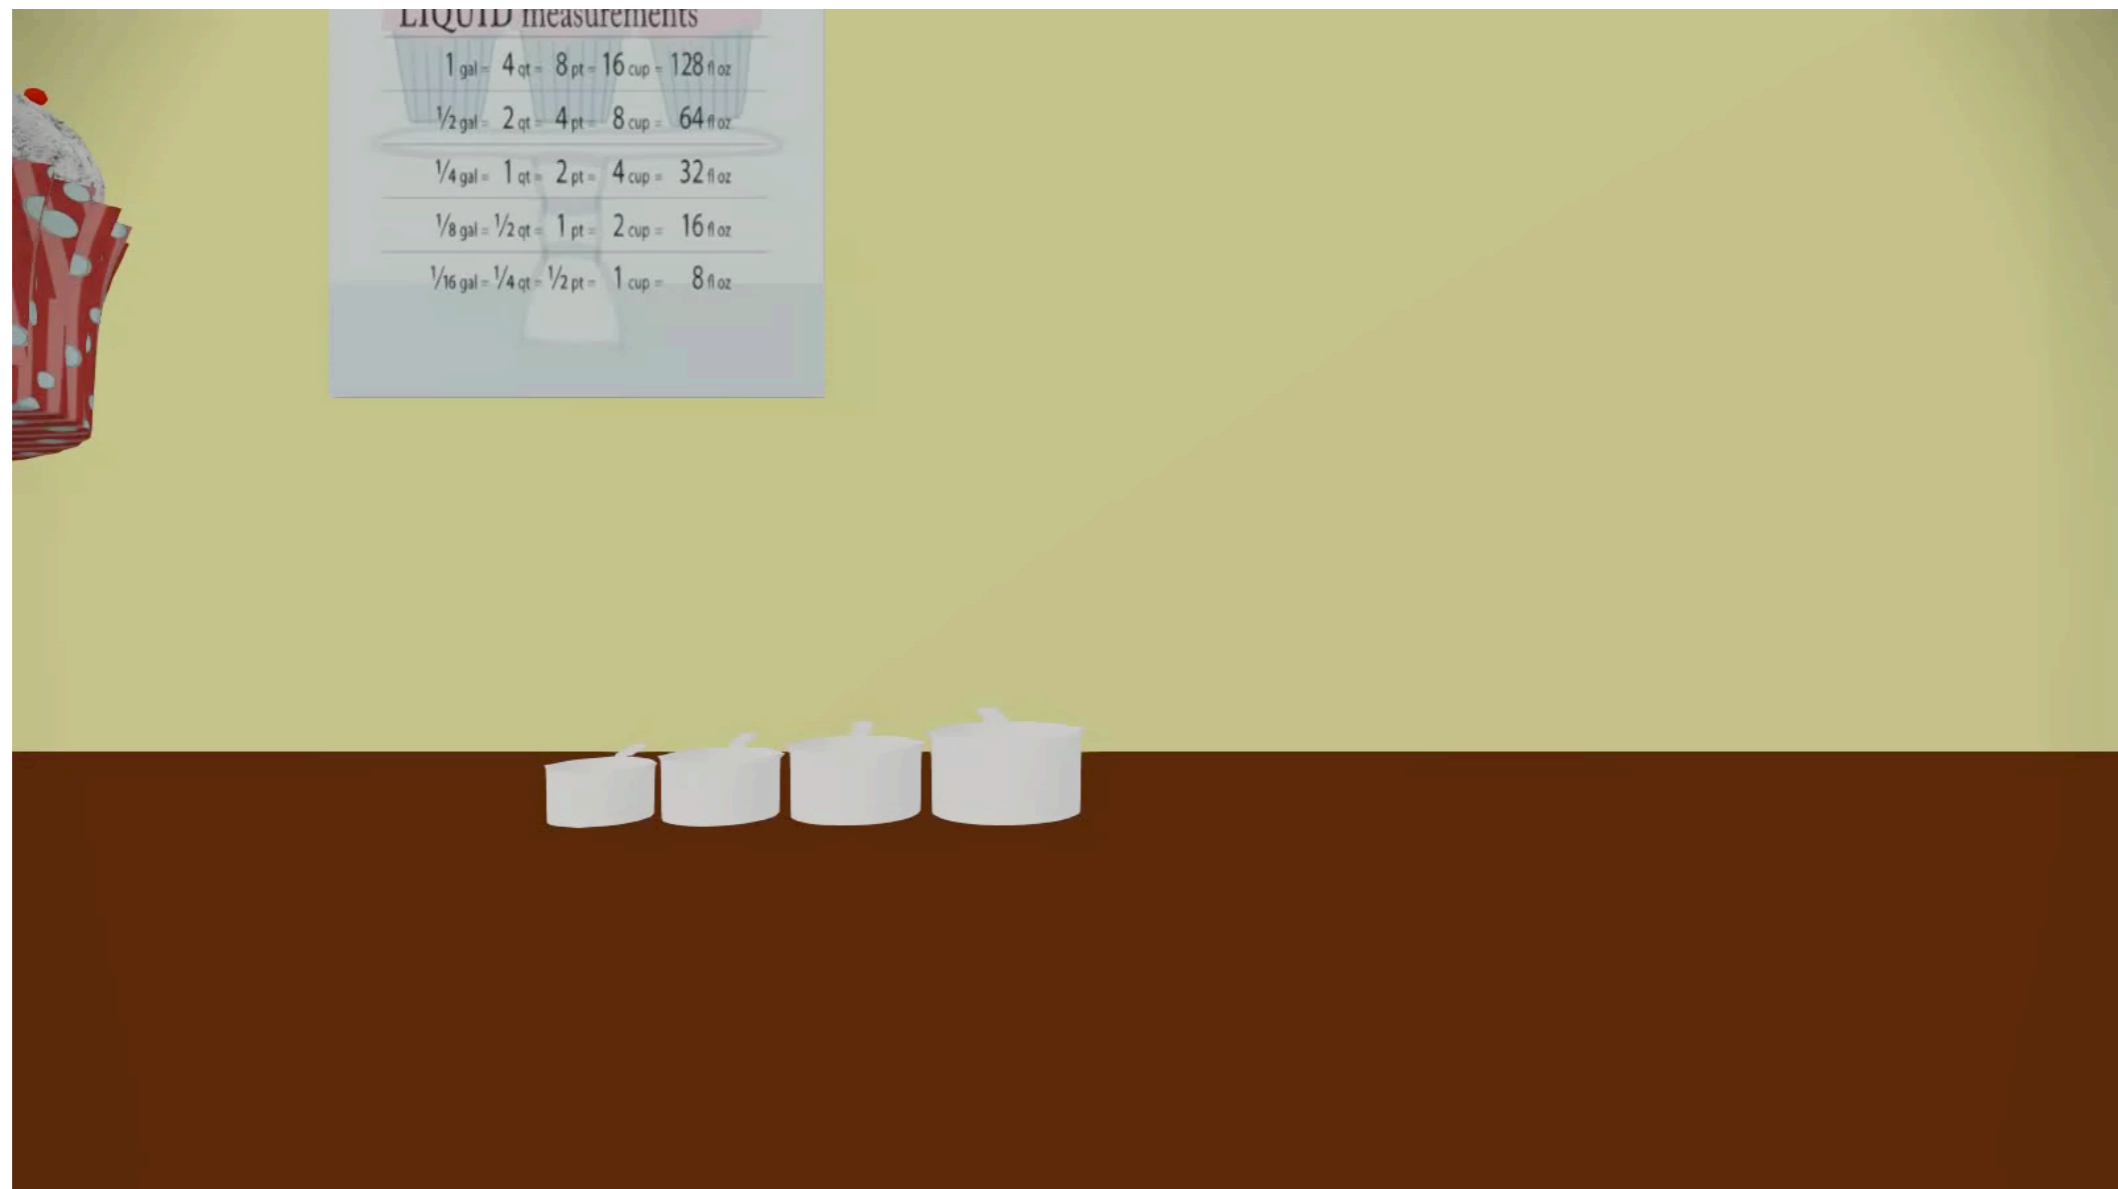 LIQUID measurements
1 gal = 4 qt = 8 pt = 16 cup = 128 fl oz
1/2 gal = 2 qt = 4 pt = 8 cup = 64 fl oz
1/4 gal = 1 qt = 2 pt = 4 cup = 32 fl oz
1/8 gal = 1/2 qt = 1 pt = 2 cup = 16 fl oz
1/16 gal = 1/4 qt = 1/2 pt = 1 cup = 8 fl oz